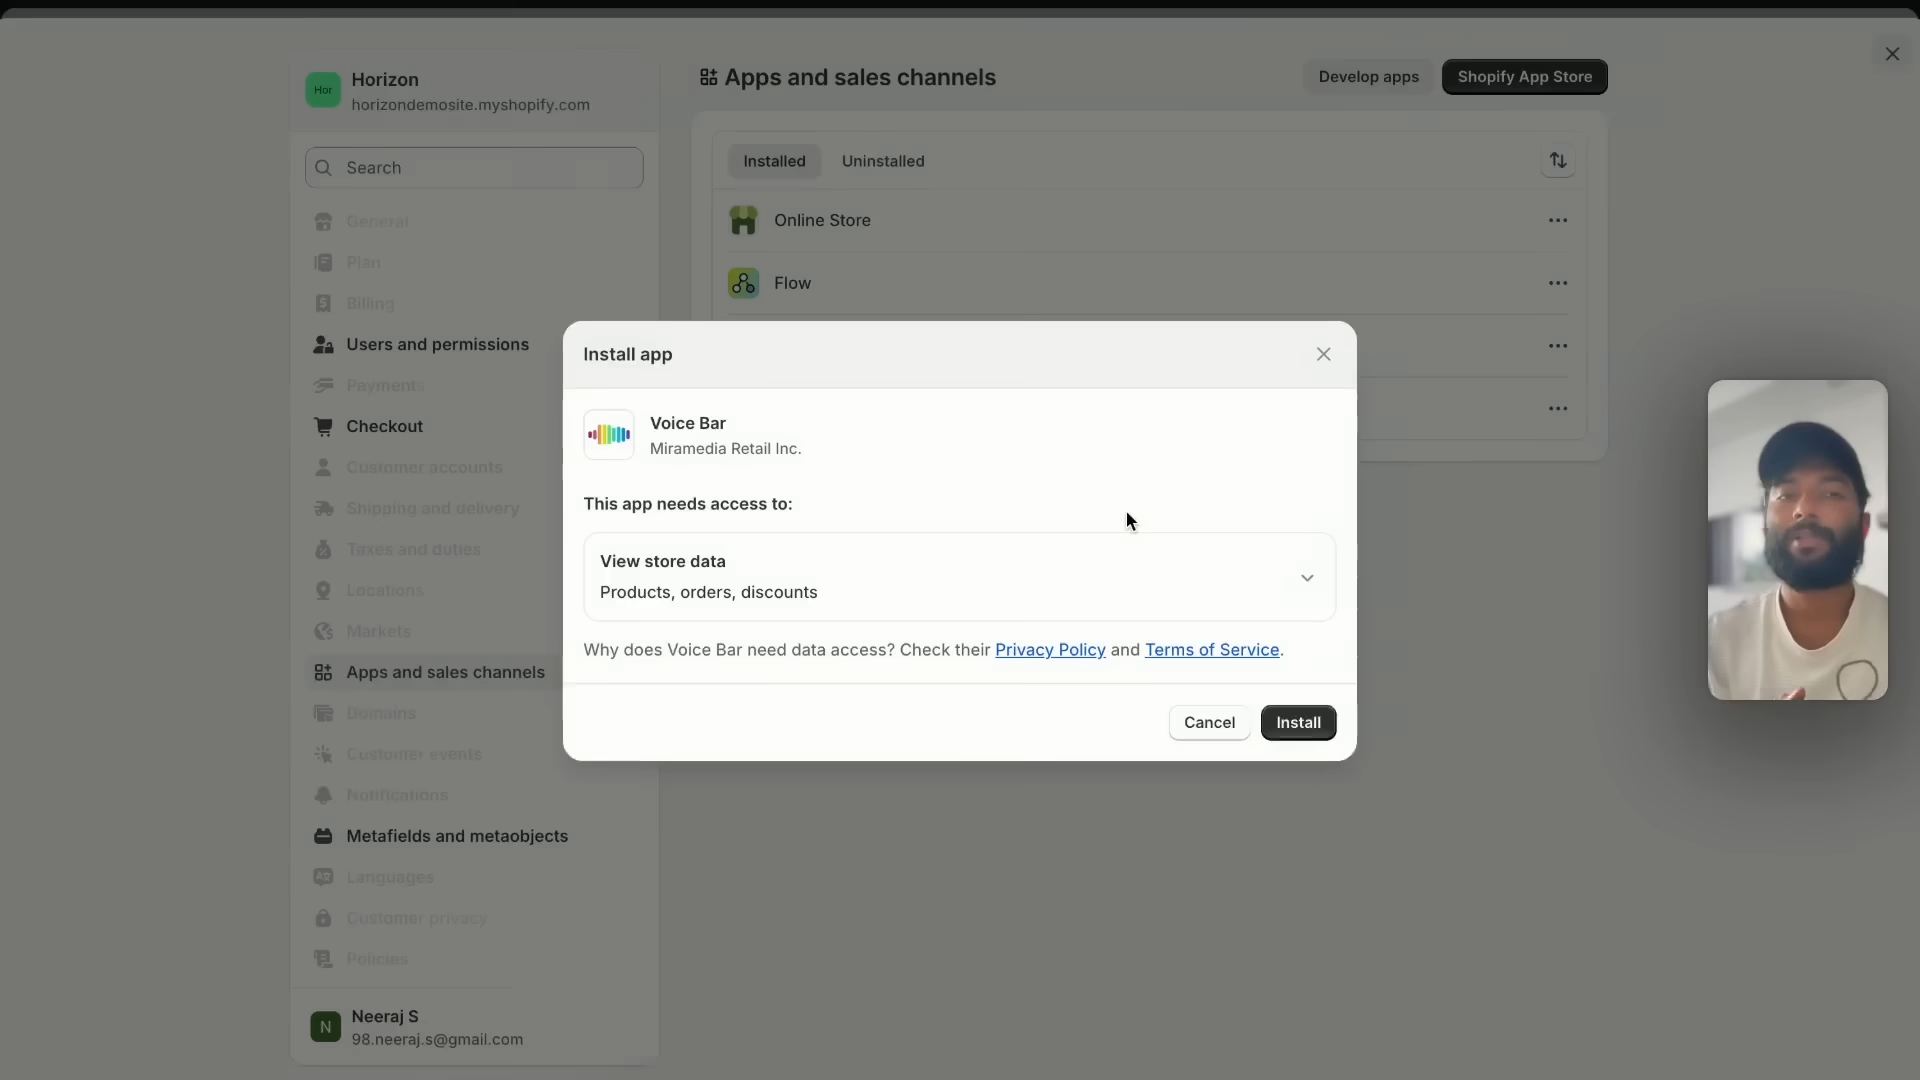 Hor
Horizon
horizondemosite.myshopify.com
Search
General
Plan
Billing
Users and permissions
Payments
Checkout
Customer accounts
Shipping and delivery
Taxes and duties
Locations
Markets
Apps and sales channels
Domains
Customer events
Notifications
Metafields and metaobjects
Languages
Customer privacy
Policies
N
Neeraj S
98.neeraj.s@gmail.com
Apps and sales channels
Develop apps
Shopify App Store
Installed
Uninstalled
Online Store
Flow
Install app
Voice Bar
Miramedia Retail Inc.
This app needs access to:
View store data
Products, orders, discounts
Why does Voice Bar need data access? Check their Privacy Policy and Terms of Service.
Cancel
Install